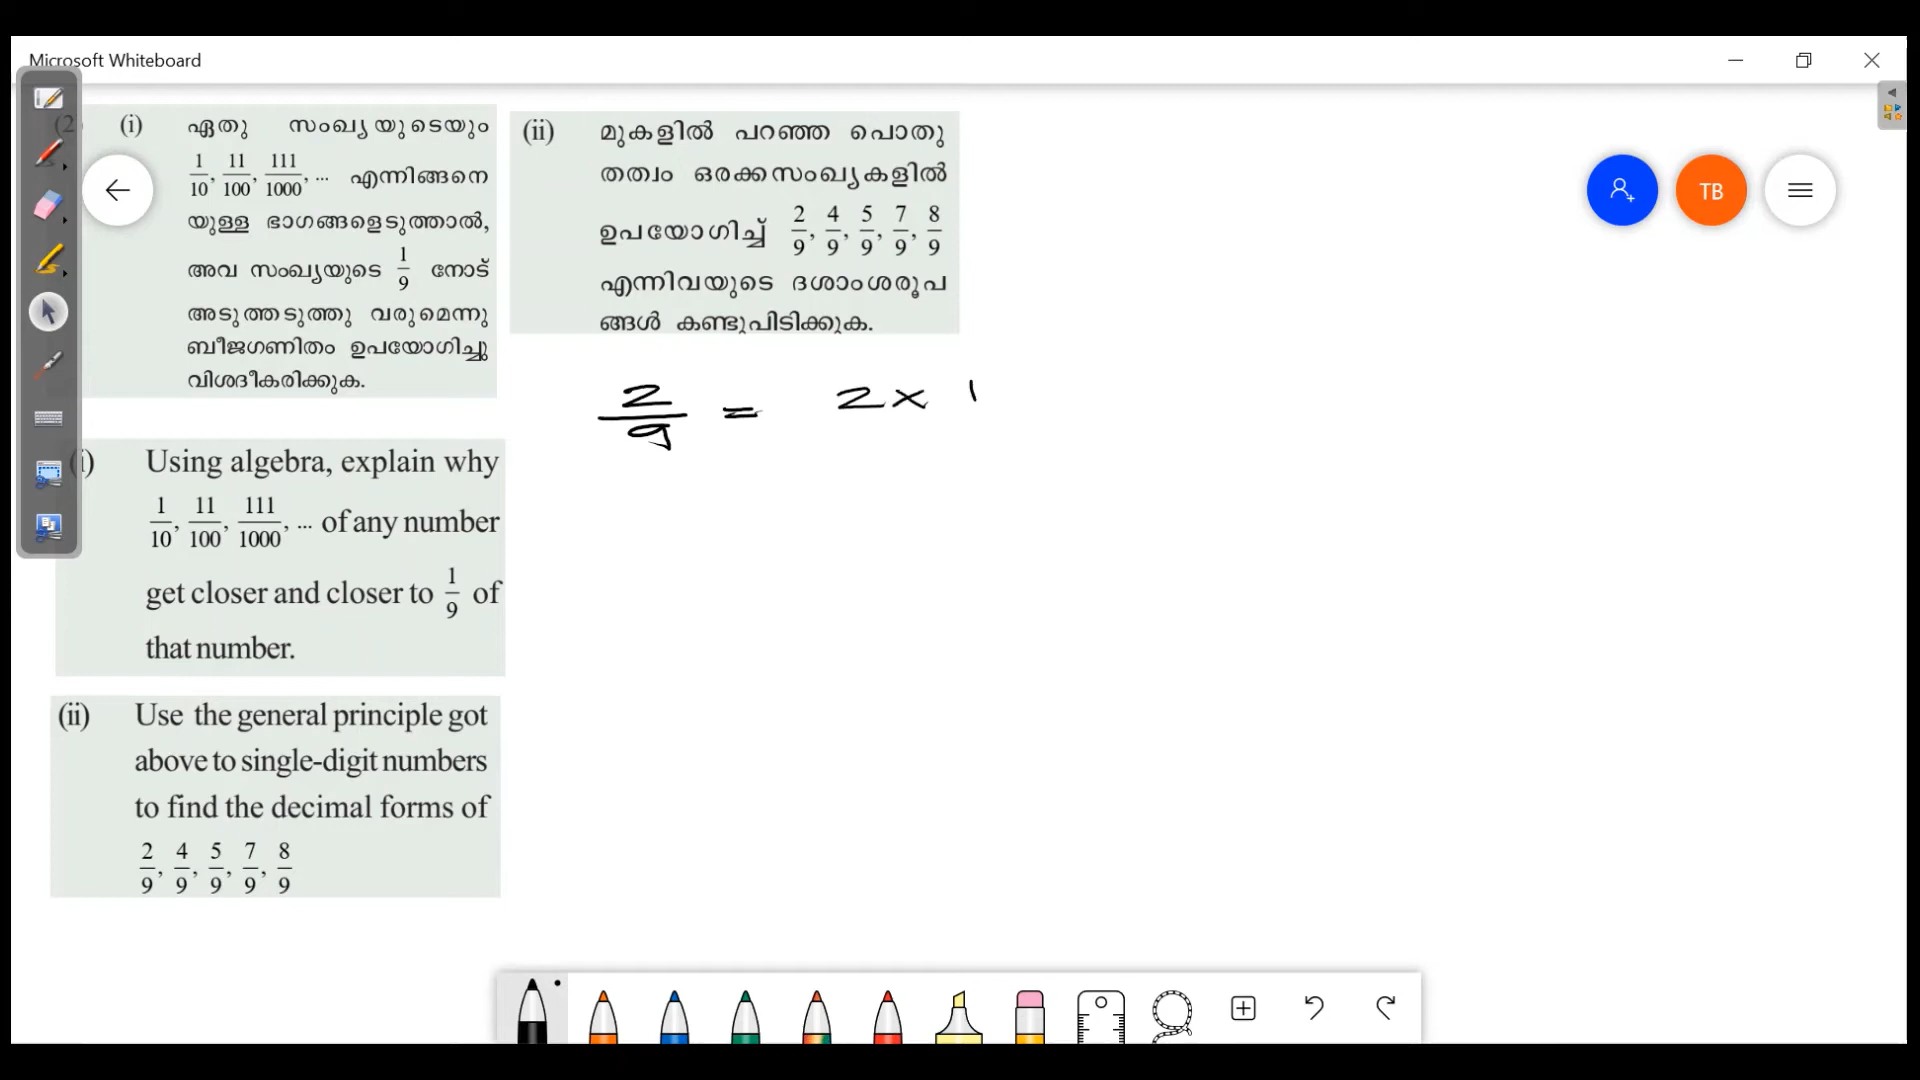 Microsoft Whiteboard
(2 (i) ഏതു സംഖ്യയുടെയും
1/10, 11/100, 111/1000, ... എന്നിങ്ങനെ
യുള്ള ഭാഗങ്ങളെടുത്താൽ,
അവ സംഖ്യയുടെ 1/9 നോട്
അടുത്തടുത്തു വരുമെന്നു
ബീജഗണിതം ഉപയോഗിച്ചു
വിശദീകരിക്കുക.
(ii) മുകളിൽ പറഞ്ഞ പൊതു
തത്വം ഒരക്കസംഖ്യകളിൽ
ഉപയോഗിച്ച് 2/9, 4/9, 5/9, 7/9, 8/9
എന്നിവയുടെ ദശാംശരൂപ
ങ്ങൾ കണ്ടുപിടിക്കുക.
TB
2/9 = 2 × 1
i) Using algebra, explain why
1/10, 11/100, 111/1000, ... of any number
get closer and closer to 1/9 of
that number.
(ii) Use the general principle got
above to single-digit numbers
to find the decimal forms of
2/9, 4/9, 5/9, 7/9, 8/9